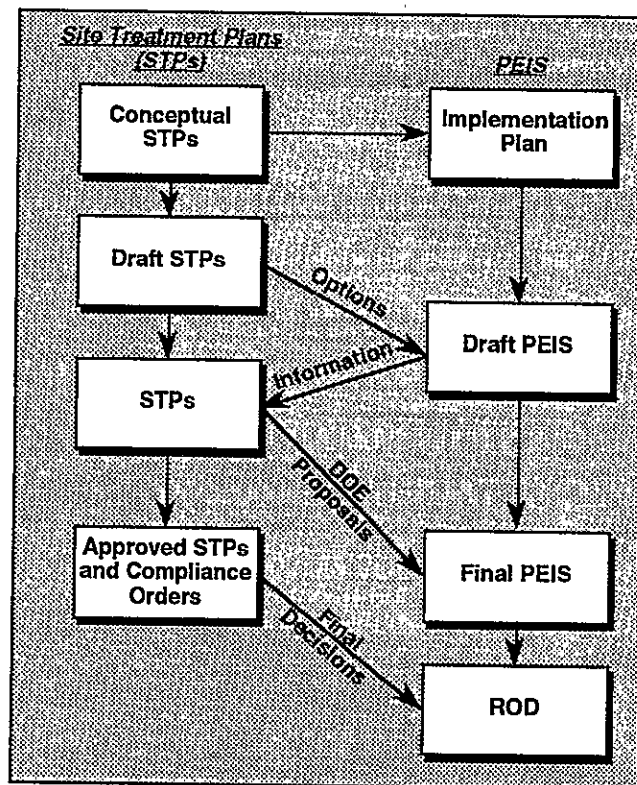 Site Treatment Plans
(STPs)
PEIS
Conceptual
STPs
Implementation
Plan
Draft STPs
Options
Draft PEIS
Information
STPs
DOE
Proposals
Approved STPs
and Compliance
Orders
Final PEIS
Final
Decisions
ROD